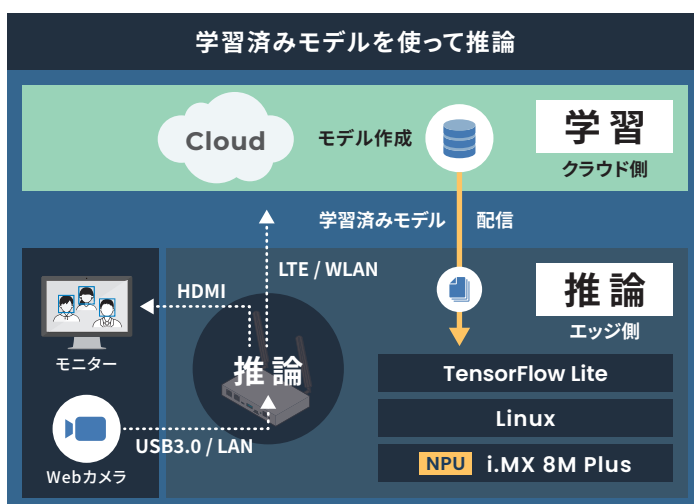 学習済みモデルを使って推論
Cloud
モデル作成
学習
クラウド側
学習済みモデル
配信
LTE / WLAN
HDMI
モニター
推論
推論
エッジ側
TensorFlow Lite
Linux
NPU i.MX 8M Plus
USB3.0 / LAN
Webカメラ